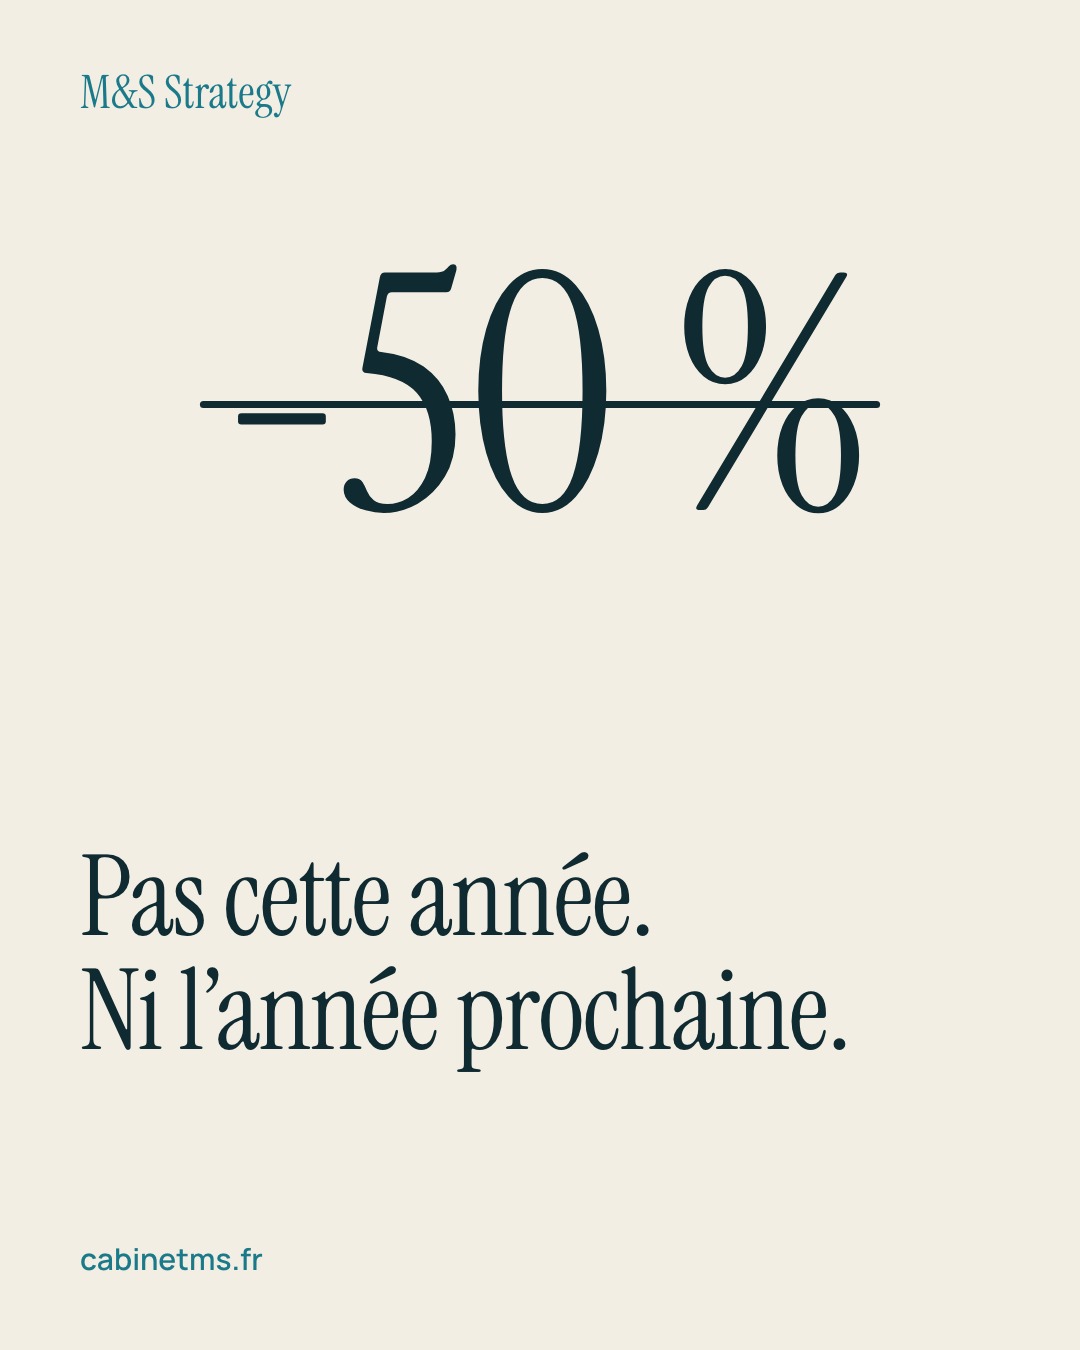 M&S Strategy
–50 %
Pas cette année.
Ni l’année prochaine.
cabinetms.fr